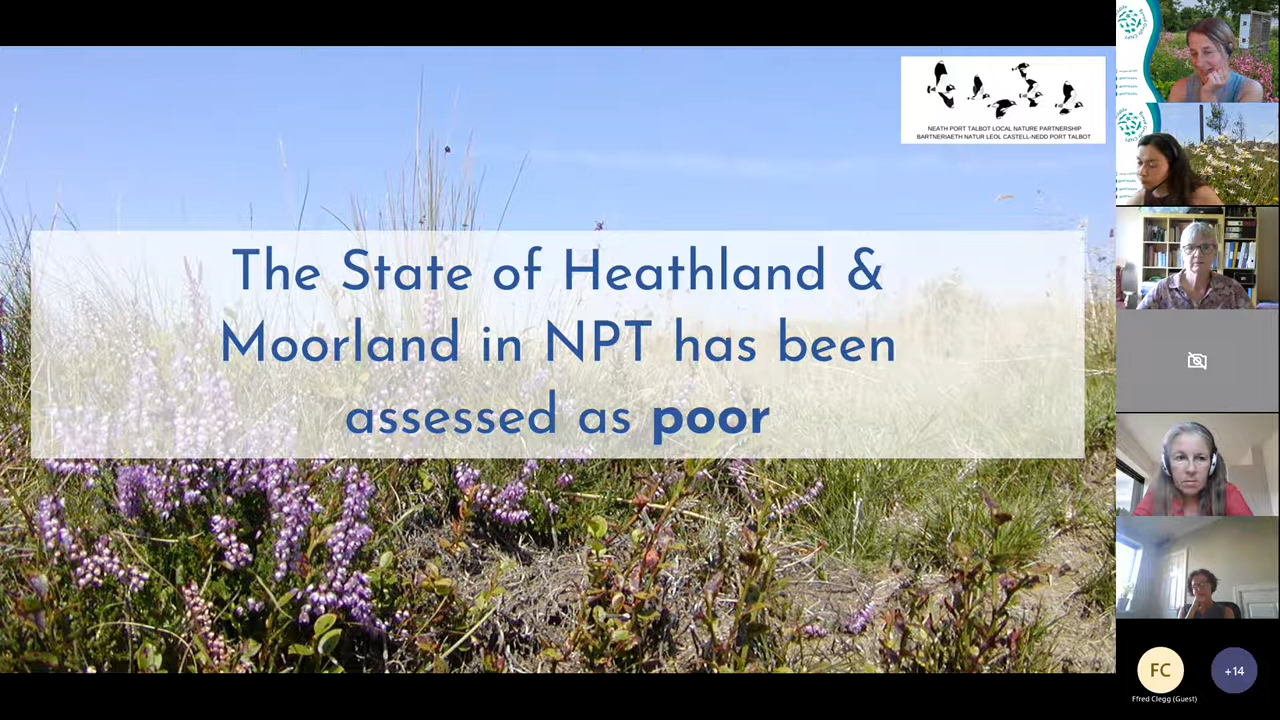 NEATH PORT TALBOT LOCAL NATURE PARTNERSHIP
BARTNERIAETH NATUR LEOL CASTELL-NEDD PORT TALBOT
The State of Heathland &
Moorland in NPT has been
assessed as poor
FC
+14
Ffred Clegg (Guest)